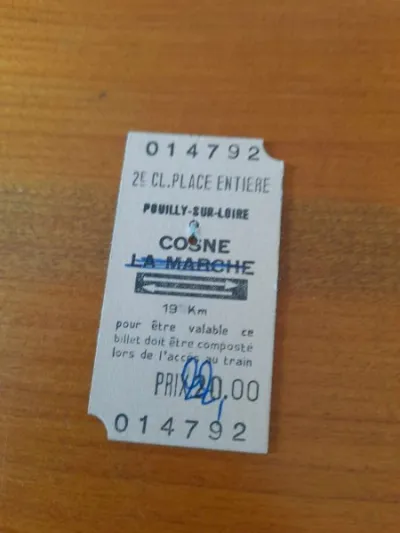 014792
2e CL.PLACE ENTIERE
POUILLY-SUR-LOIRE
COSNE
LA MARCHE
19 Km
pour être valable ce
billet doit être composté
lors de l'accès au train
PRIX 20.00
22,
014792